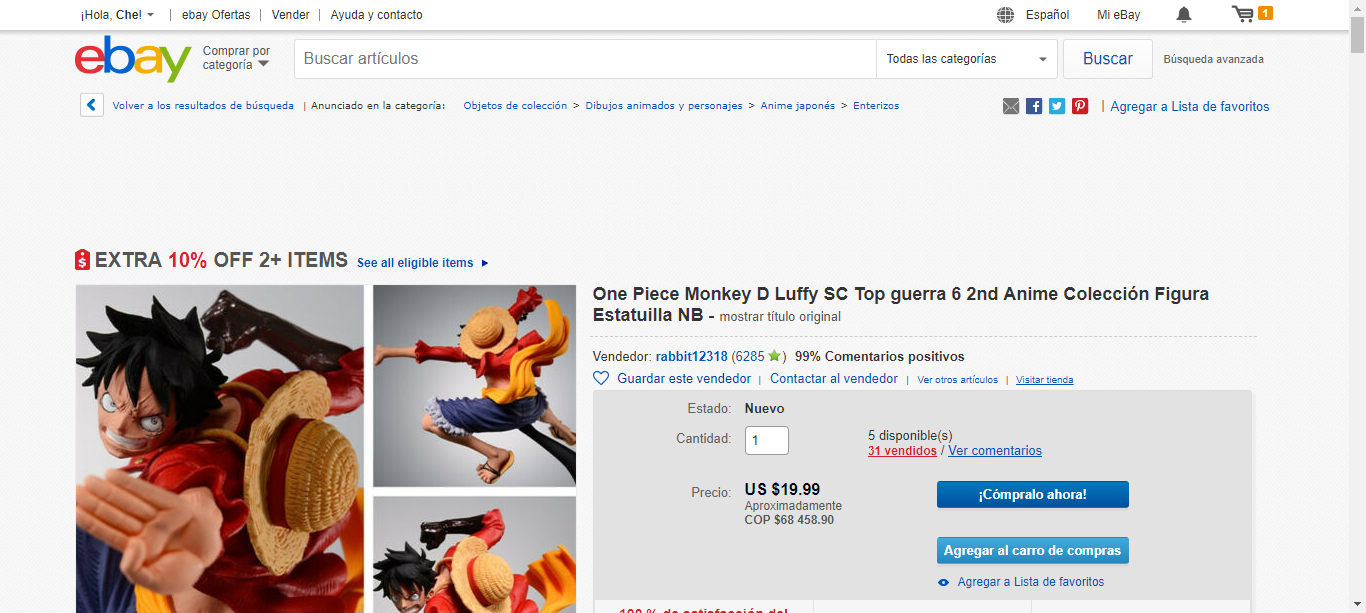 ¡Hola, Che! | ebay Ofertas | Vender | Ayuda y contacto
Español Mi eBay 1
ebay
Comprar por
categoría
Buscar artículos
Todas las categorías
Buscar
Búsqueda avanzada
Volver a los resultados de búsqueda | Anunciado en la categoría: Objetos de colección > Dibujos animados y personajes > Anime japonés > Enterizos
| Agregar a Lista de favoritos
EXTRA 10% OFF 2+ ITEMS See all eligible items
One Piece Monkey D Luffy SC Top guerra 6 2nd Anime Colección Figura
Estatuilla NB - mostrar título original
Vendedor: rabbit12318 (6285 ) 99% Comentarios positivos
Guardar este vendedor | Contactar al vendedor | Ver otros artículos | Visitar tienda
Estado: Nuevo
Cantidad: 1
5 disponible(s)
31 vendidos / Ver comentarios
Precio: US $19.99
Aproximadamente
COP $68 458.90
¡Cómpralo ahora!
Agregar al carro de compras
Agregar a Lista de favoritos
100 % de satisfacción del